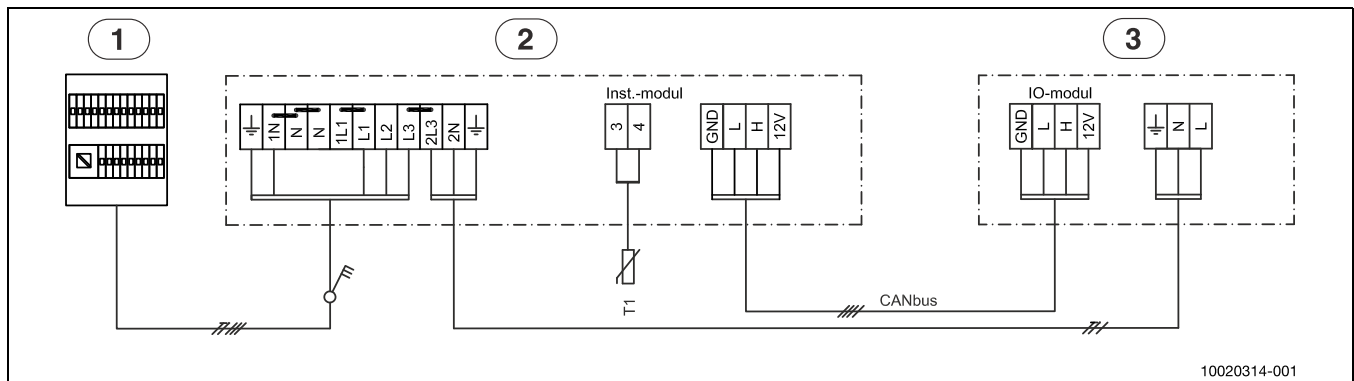 1
2
3
Inst.-modul
IO-modul
1N
N
N
1L1
L1
L2
L3
2L3
2N
3
4
GND
L
H
12V
GND
L
H
12V
N
L
T1
CANbus
10020314-001